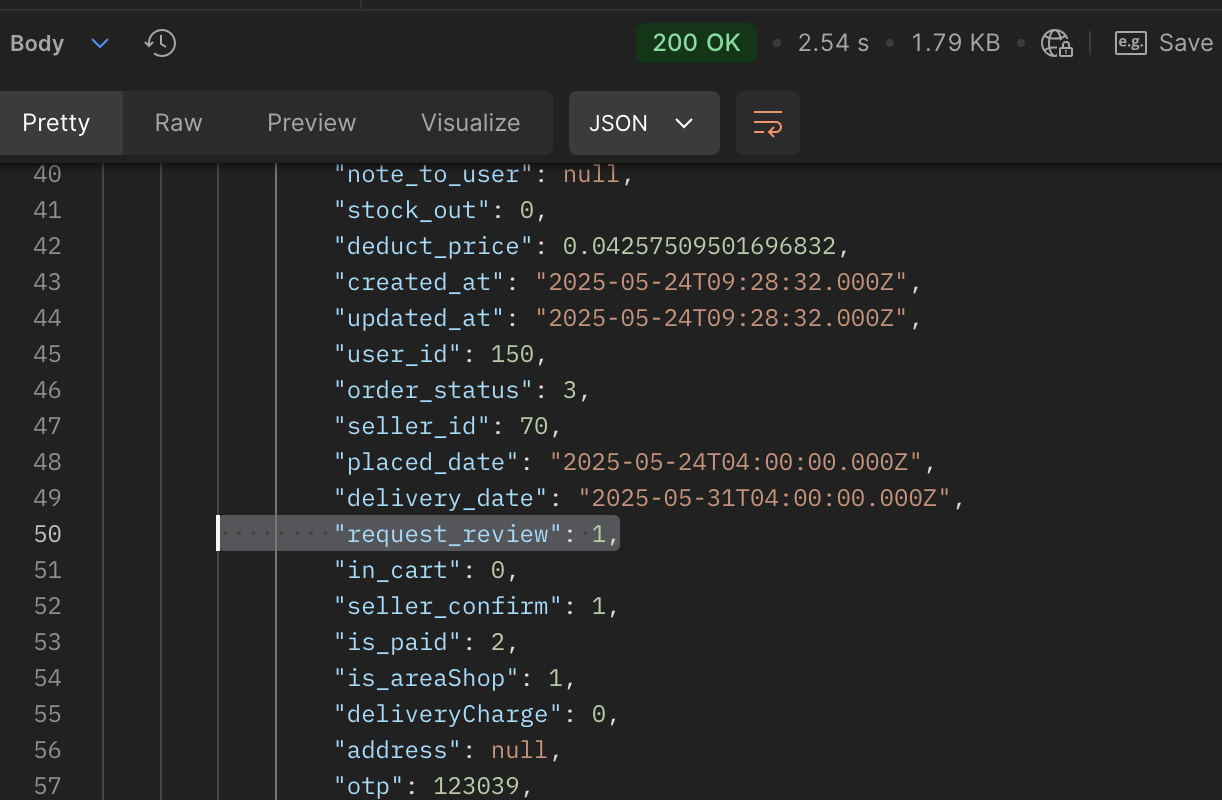 Body 200 OK 2.54 s 1.79 KB e.g. Save
Pretty Raw Preview Visualize JSON
40 "note_to_user": null,
41 "stock_out": 0,
42 "deduct_price": 0.04257509501696832,
43 "created_at": "2025-05-24T09:28:32.000Z",
44 "updated_at": "2025-05-24T09:28:32.000Z",
45 "user_id": 150,
46 "order_status": 3,
47 "seller_id": 70,
48 "placed_date": "2025-05-24T04:00:00.000Z",
49 "delivery_date": "2025-05-31T04:00:00.000Z",
50 "request_review": 1,
51 "in_cart": 0,
52 "seller_confirm": 1,
53 "is_paid": 2,
54 "is_areaShop": 1,
55 "deliveryCharge": 0,
56 "address": null,
57 "otp": 123039,